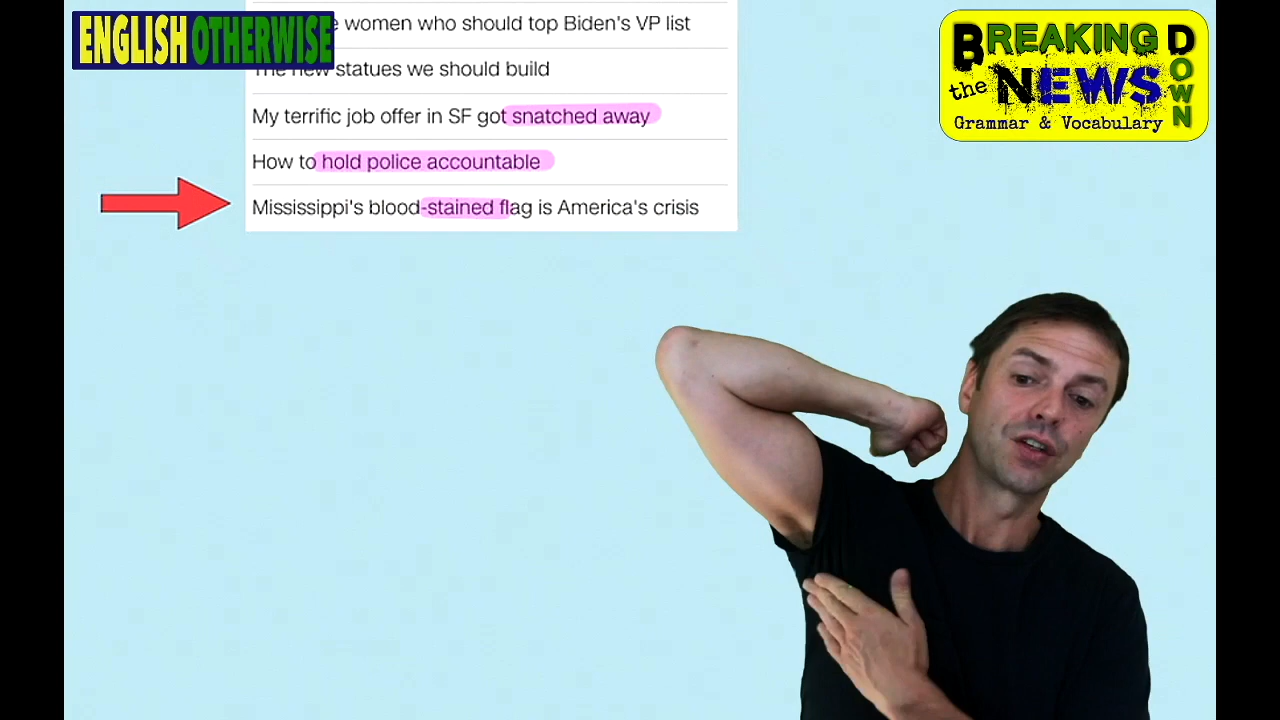 ENGLISH OTHERWISE
women who should top Biden's VP list
The new statues we should build
My terrific job offer in SF got snatched away
How to hold police accountable
Mississippi's blood-stained flag is America's crisis
BREAKING DOWN
the NEWS
Grammar & Vocabulary